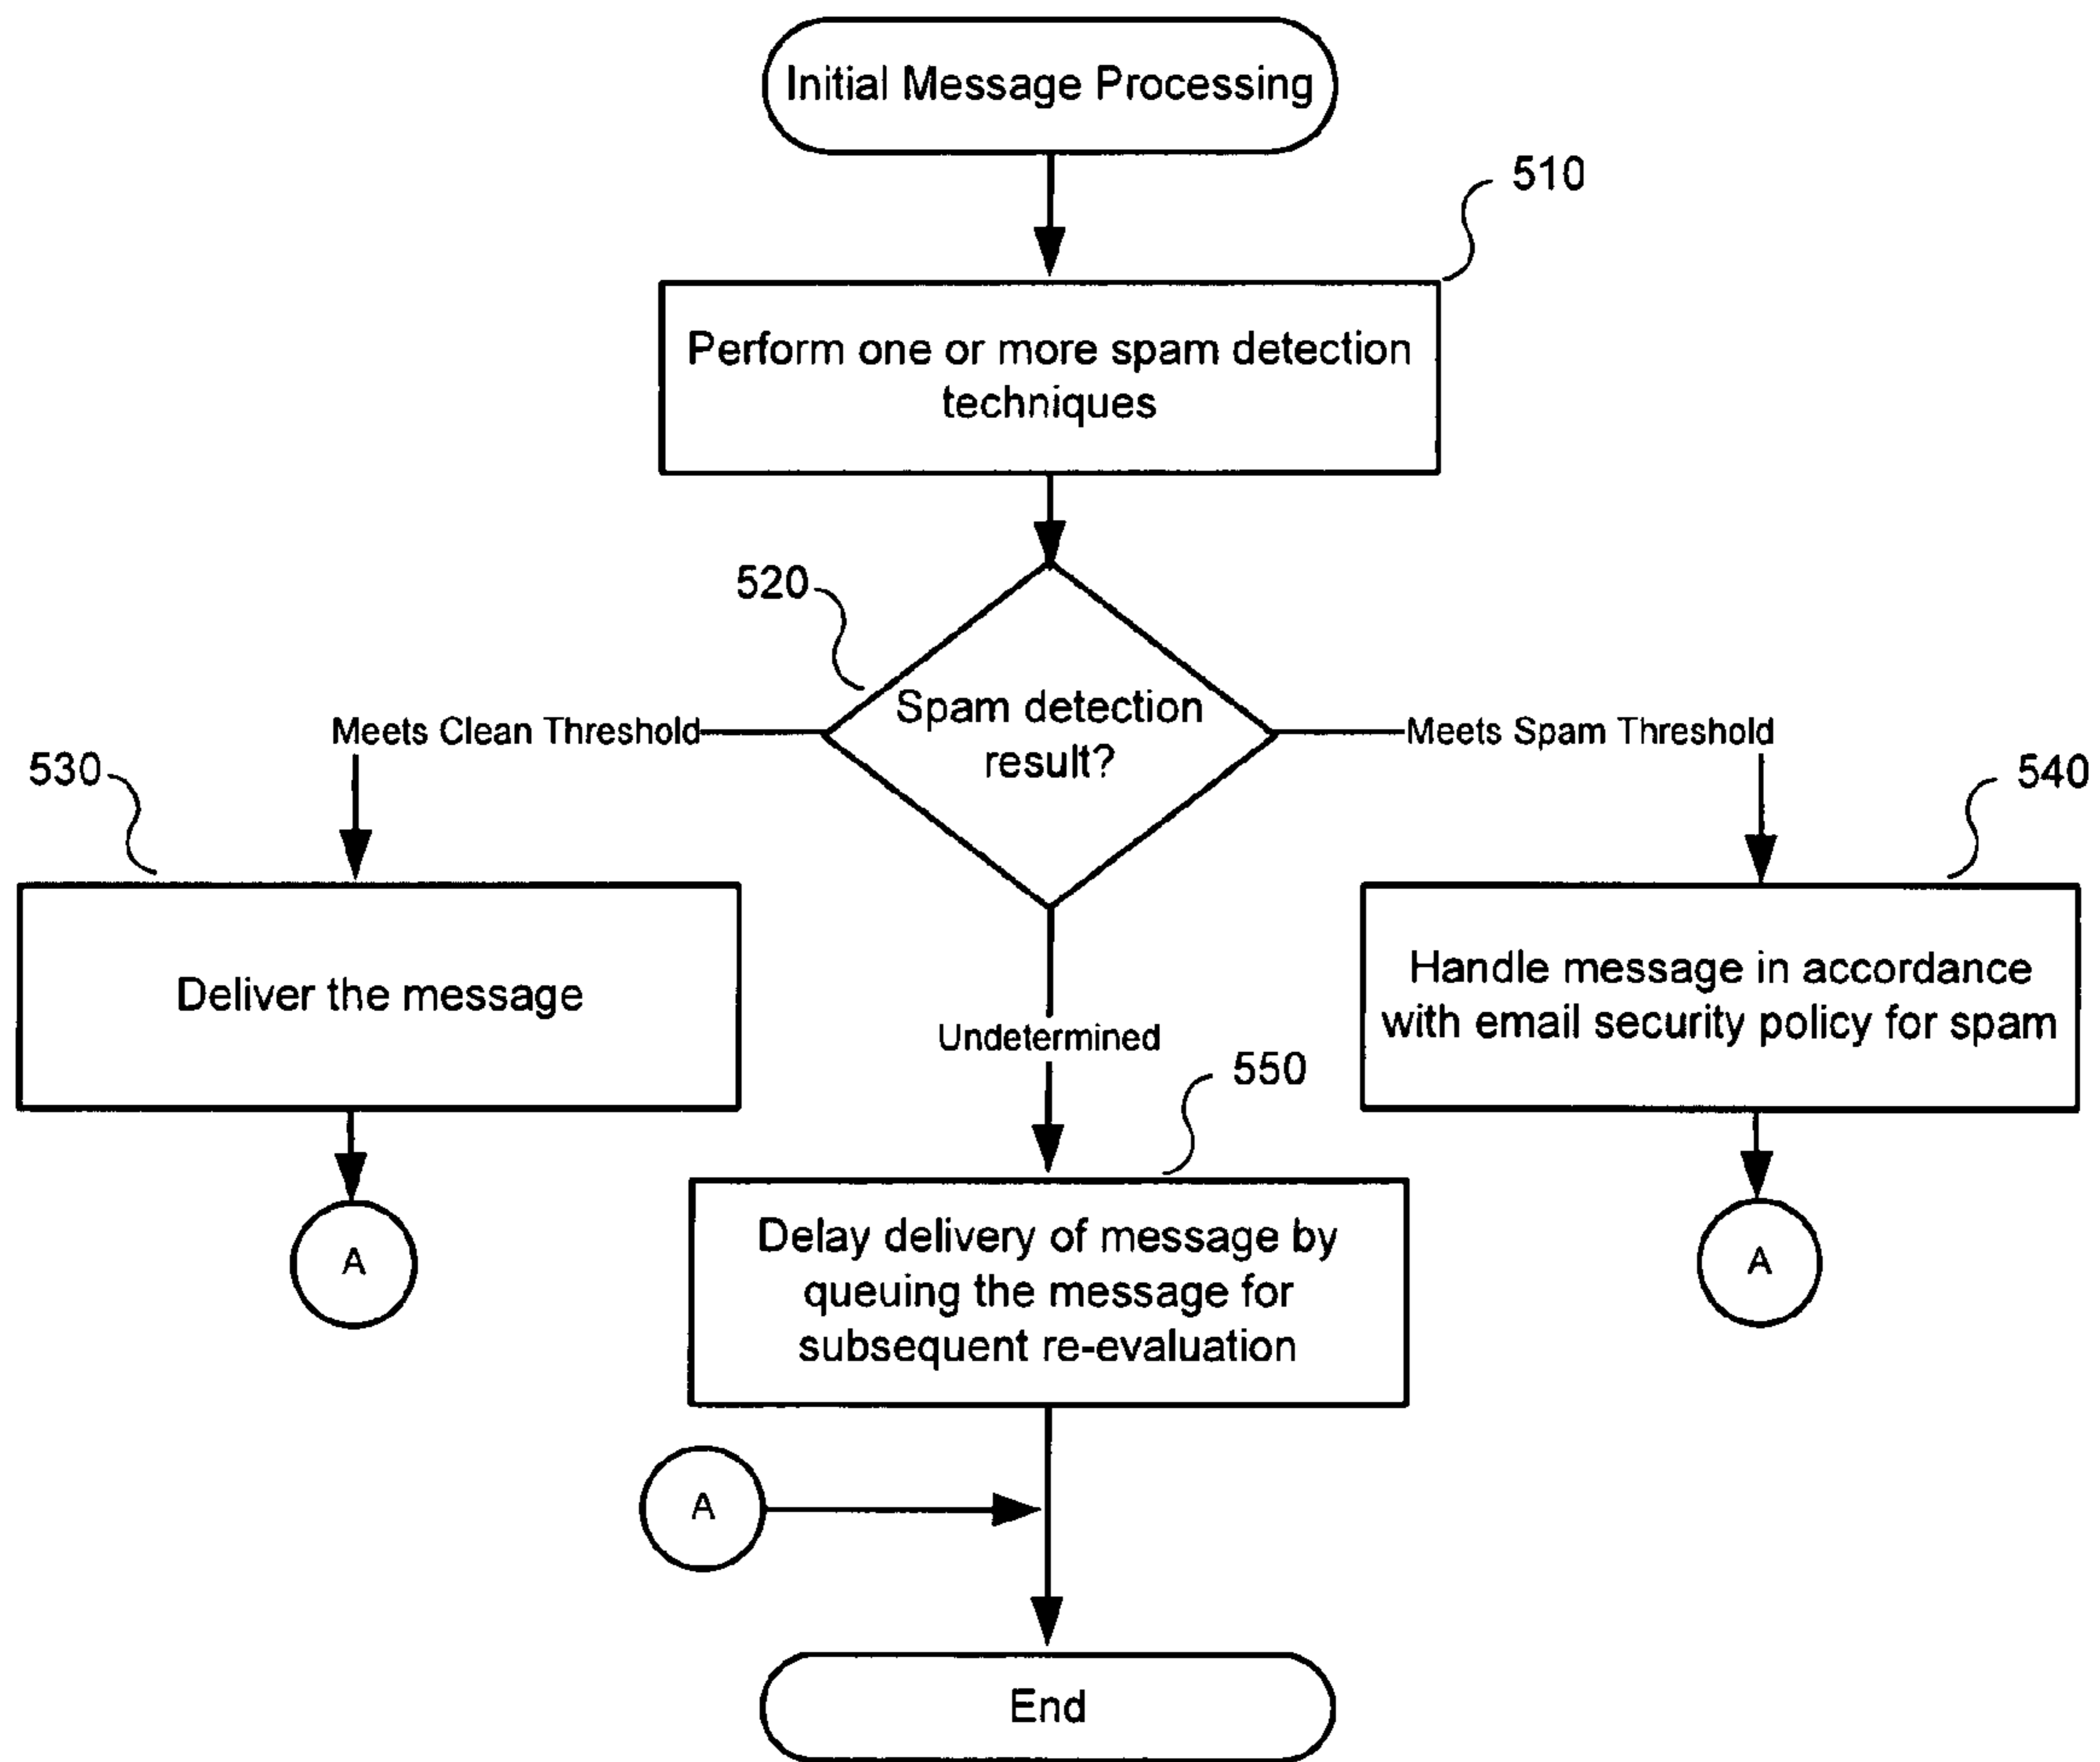 Initial Message Processing
510
Perform one or more spam detection
techniques
520
Spam detection
result?
Meets Clean Threshold
Meets Spam Threshold
530
540
Deliver the message
Handle message in accordance
with email security policy for spam
Undetermined
550
A
A
Delay delivery of message by
queuing the message for
subsequent re-evaluation
A
End